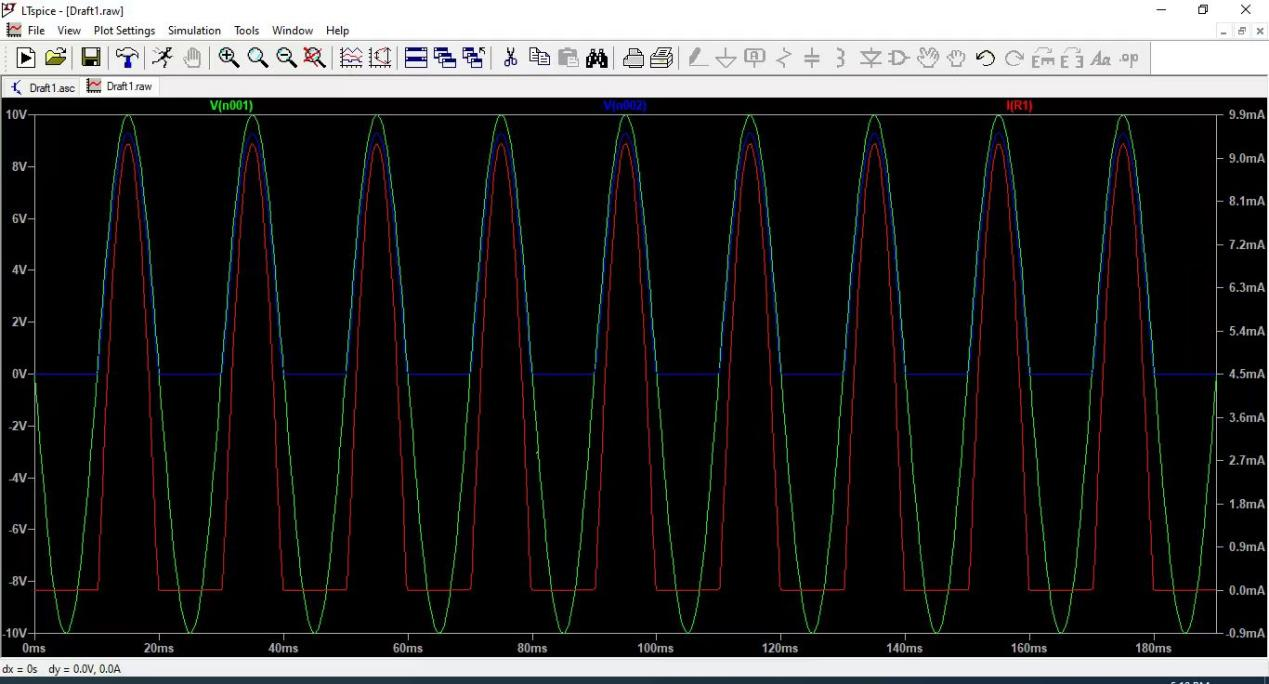 LTspice - [Draft1.raw]
File View Plot Settings Simulation Tools Window Help
Draft1.asc Draft1.raw
V(n001) V(n002) I(R1)
10V 9.9mA
8V 9.0mA
8.1mA
6V 7.2mA
4V 6.3mA
2V 5.4mA
0V 4.5mA
-2V 3.6mA
-4V 2.7mA
1.8mA
-6V 0.9mA
-8V 0.0mA
-10V -0.9mA
0ms 20ms 40ms 60ms 80ms 100ms 120ms 140ms 160ms 180ms
dx = 0s dy = 0.0V, 0.0A